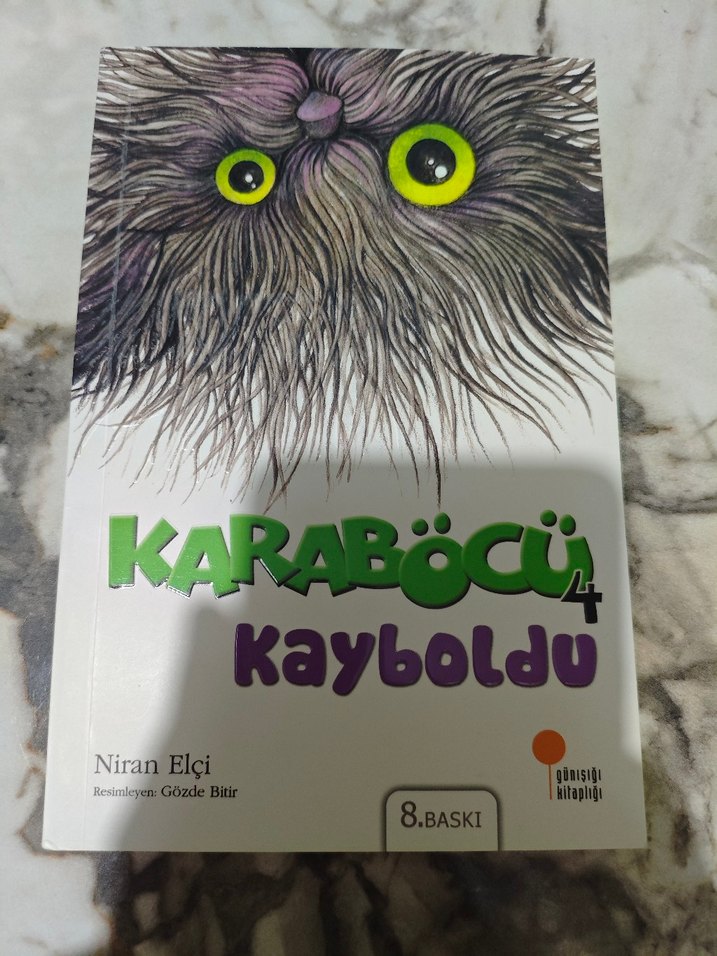 KARABÖCÜ
4
Kayboldu
Niran Elçi
Resimleyen: Gözde Bitir
günışığı
kitaplığı
8.BASKI